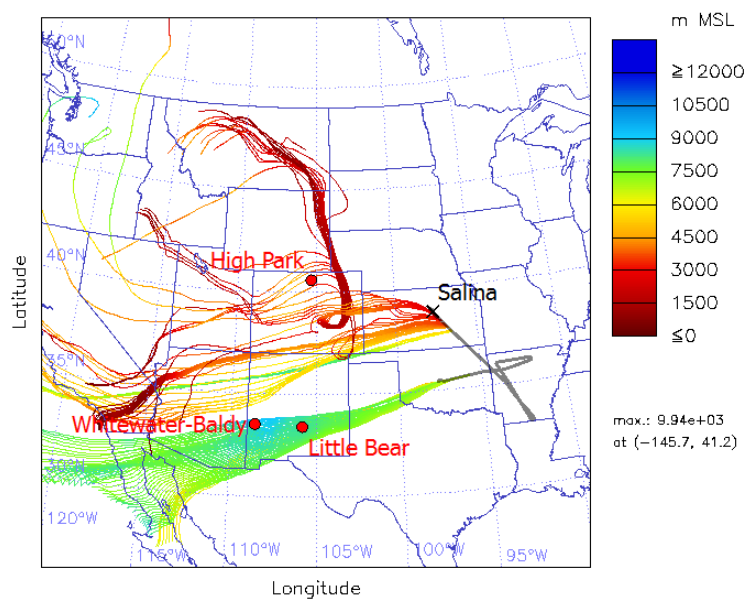 m MSL
≥12000
10500
9000
7500
6000
4500
3000
1500
≤0
max.: 9.94e+03
at (−145.7, 41.2)
50°N
45°N
40°N
35°N
30°N
High Park
Salina
Whitewater-Baldy
Little Bear
120°W
115°W
110°W
105°W
100°W
95°W
Latitude
Longitude